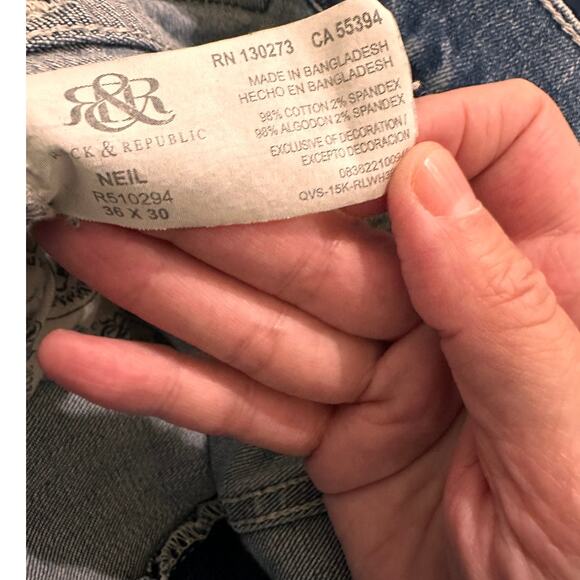 R&R
& REPUBLIC
NEIL
R510294
36 X 30
RN 130273 CA 55394
MADE IN BANGLADESH
HECHO EN BANGLADESH
98% COTTON 2% SPANDEX
98% ALGODON 2% SPANDEX
EXCLUSIVE OF DECORATION/
EXCEPTO DECORACION